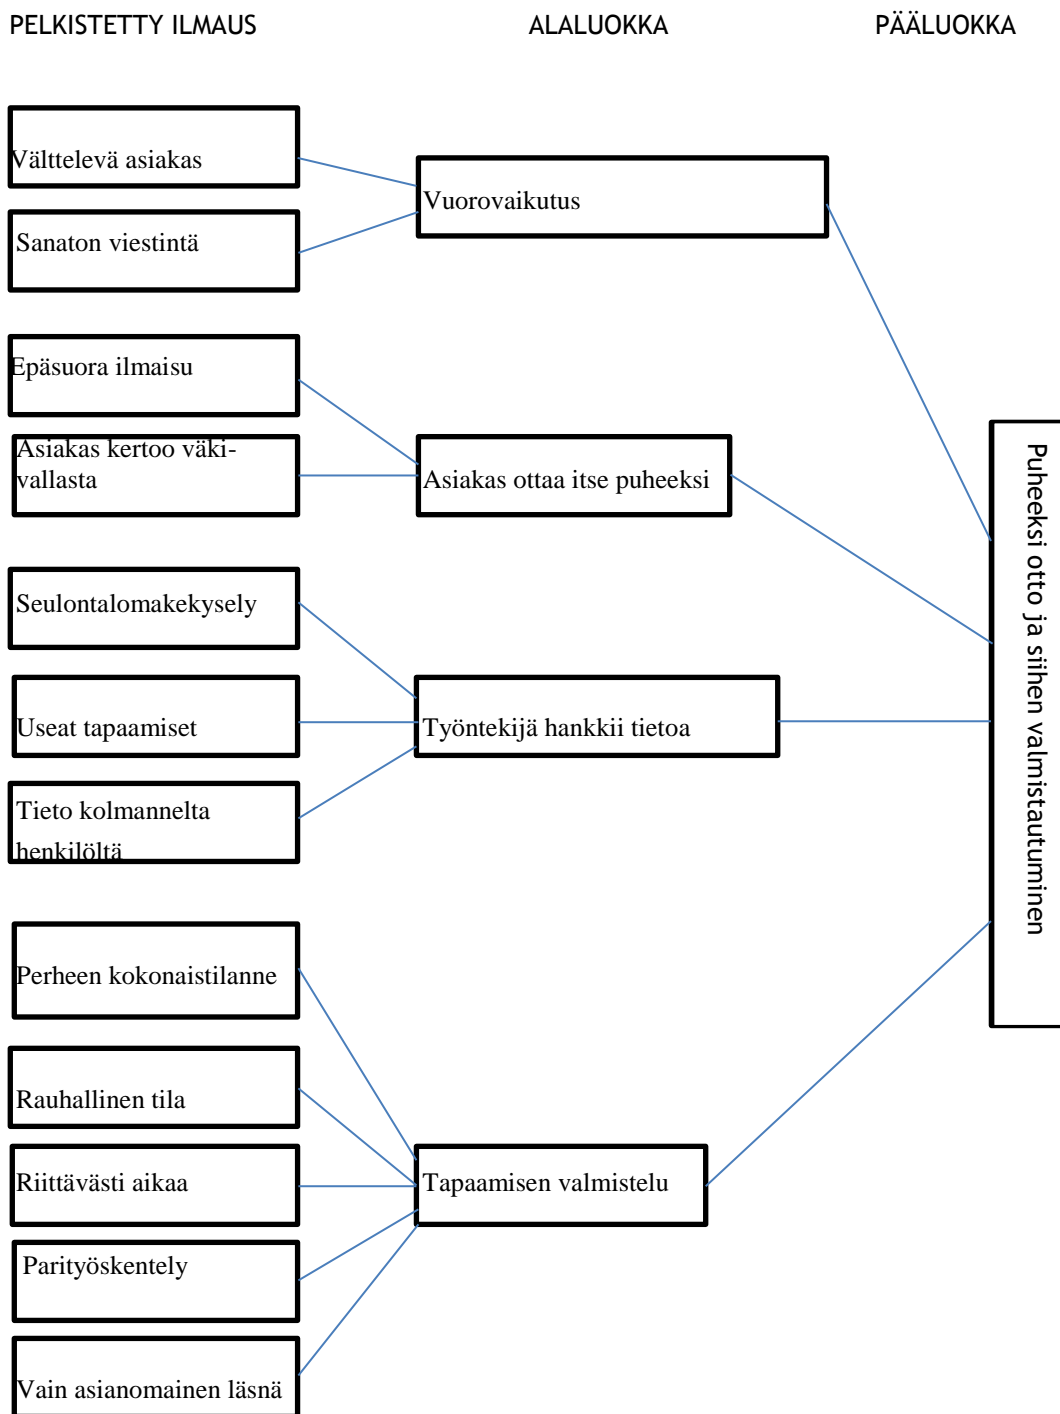 PELKISTETTY ILMAUS
ALALUOKKA
PÄÄLUOKKA
Välttelevä asiakas
Vuorovaikutus
Sanaton viestintä
Epäsuora ilmaisu
Asiakas kertoo väki-
vallasta
Asiakas ottaa itse puheeksi
Seulontalomakekysely
Useat tapaamiset
Työntekijä hankkii tietoa
Tieto kolmannelta
henkilöltä
Puheeksi otto ja siihen valmistautuminen
Perheen kokonaistilanne
Rauhallinen tila
Riittävästi aikaa
Tapaamisen valmistelu
Parityöskentely
Vain asianomainen läsnä